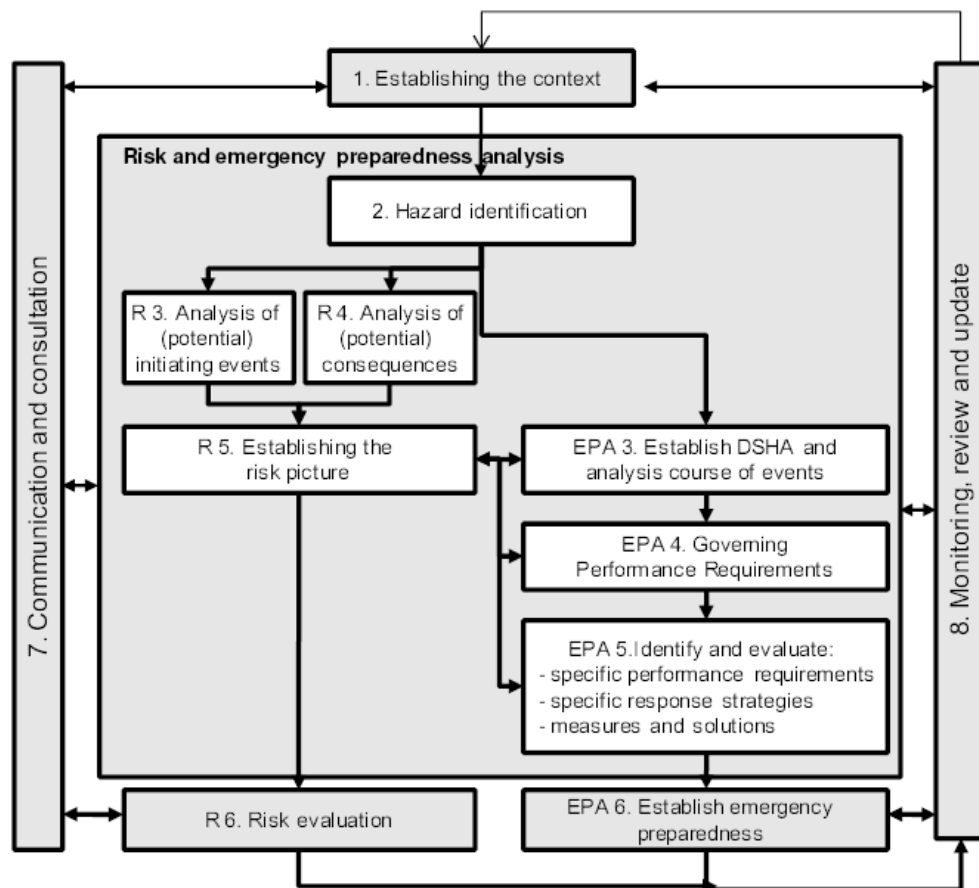 1. Establishing the context
Risk and emergency preparedness analysis
2. Hazard identification
R 3. Analysis of
(potential)
initiating events
R 4. Analysis of
(potential)
consequences
R 5. Establishing the
risk picture
EPA 3. Establish DSHA and
analysis course of events
EPA 4. Governing
Performance Requirements
EPA 5.Identify and evaluate:
- specific performance requirements
- specific response strategies
- measures and solutions
R 6. Risk evaluation
EPA 6. Establish emergency
preparedness
7. Communication and consultation
8. Monitoring, review and update